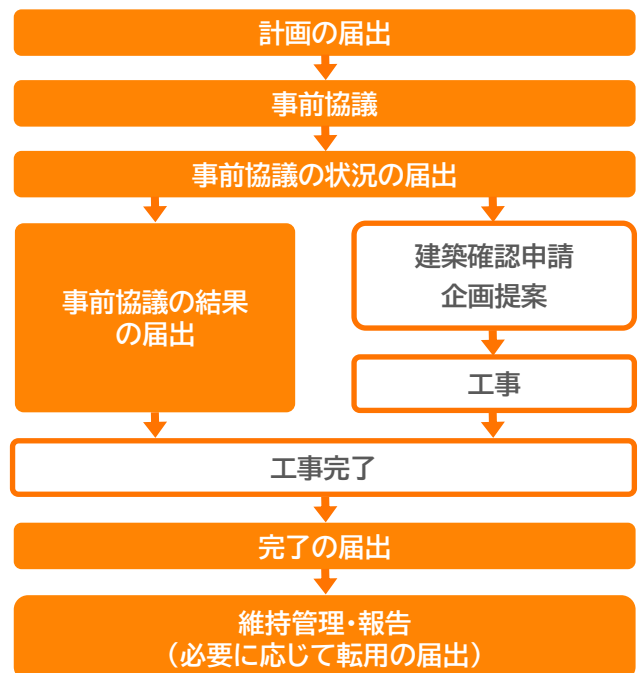 計画の届出
事前協議
事前協議の状況の届出
事前協議の結果
の届出
建築確認申請
企画提案
工事
工事完了
完了の届出
維持管理・報告
（必要に応じて転用の届出）